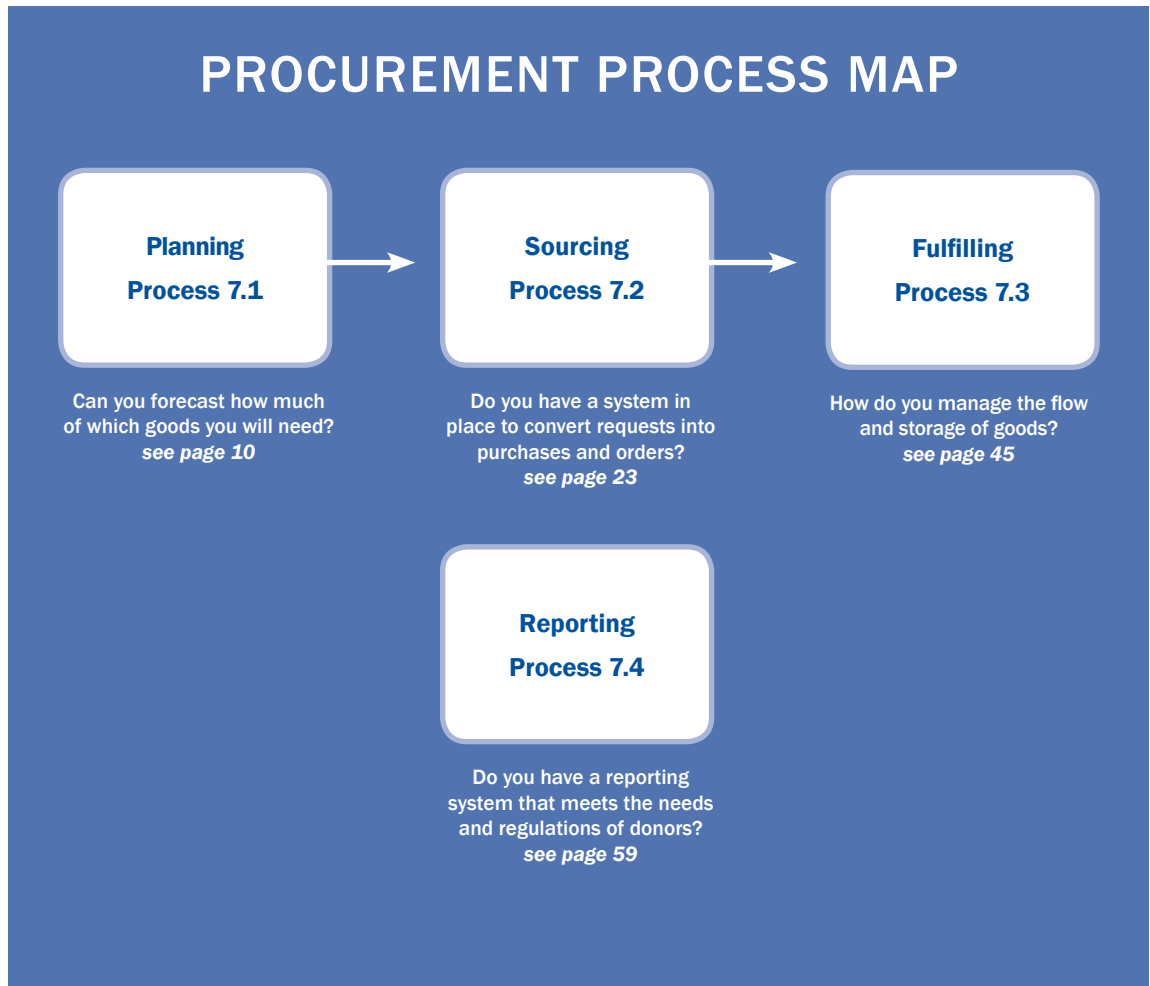 PROCUREMENT PROCESS MAP
Planning
Process 7.1
Can you forecast how much
of which goods you will need?
see page 10
Sourcing
Process 7.2
Do you have a system in
place to convert requests into
purchases and orders?
see page 23
Fulfilling
Process 7.3
How do you manage the flow
and storage of goods?
see page 45
Reporting
Process 7.4
Do you have a reporting
system that meets the needs
and regulations of donors?
see page 59